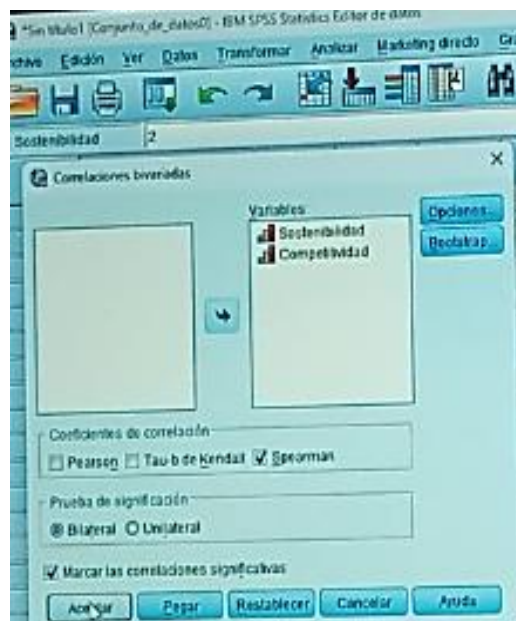 *Sin título1 [Conjunto_de_datos0] - IBM SPSS Statistics Editor de datos
Edición Ver Datos Transformar Analizar Marketing directo
Sostenibilidad 2
Correlaciones bivariadas
Variables
Sostenibilidad
Competitividad
Opciones...
Bootstrap...
Coeficientes de correlación
Pearson Tau-b de Kendall Spearman
Prueba de significación
Bilateral Unilateral
Marcar las correlaciones significativas
Aceptar Pegar Restablecer Cancelar Ayuda